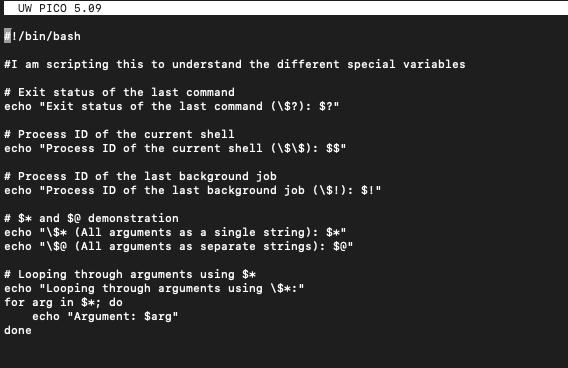 UW PICO 5.09
#!/bin/bash
#I am scripting this to understand the different special variables
# Exit status of the last command
echo "Exit status of the last command (\$?): $?"
# Process ID of the current shell
echo "Process ID of the current shell (\$\$): $$"
# Process ID of the last background job
echo "Process ID of the last background job (\$!): $!"
# $* and $@ demonstration
echo "\$* (All arguments as a single string): $*"
echo "\$@ (All arguments as separate strings): $@"
# Looping through arguments using $*
echo "Looping through arguments using \$*:"
for arg in $*; do
    echo "Argument: $arg"
done